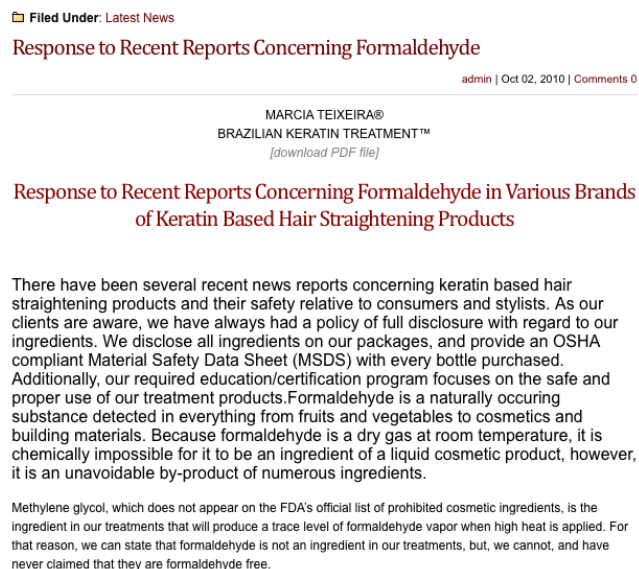 Filed Under: Latest News
Response to Recent Reports Concerning Formaldehyde
admin | Oct 02, 2010 | Comments 0
MARCIA TEIXEIRA®
BRAZILIAN KERATIN TREATMENT™
[download PDF file]
Response to Recent Reports Concerning Formaldehyde in Various Brands
of Keratin Based Hair Straightening Products
There have been several recent news reports concerning keratin based hair
straightening products and their safety relative to consumers and stylists. As our
clients are aware, we have always had a policy of full disclosure with regard to our
ingredients. We disclose all ingredients on our packages, and provide an OSHA
compliant Material Safety Data Sheet (MSDS) with every bottle purchased.
Additionally, our required education/certification program focuses on the safe and
proper use of our treatment products.Formaldehyde is a naturally occuring
substance detected in everything from fruits and vegetables to cosmetics and
building materials. Because formaldehyde is a dry gas at room temperature, it is
chemically impossible for it to be an ingredient of a liquid cosmetic product, however,
it is an unavoidable by-product of numerous ingredients.
Methylene glycol, which does not appear on the FDA's official list of prohibited cosmetic ingredients, is the
ingredient in our treatments that will produce a trace level of formaldehyde vapor when high heat is applied. For
that reason, we can state that formaldehyde is not an ingredient in our treatments, but, we cannot, and have
never claimed that they are formaldehyde free.